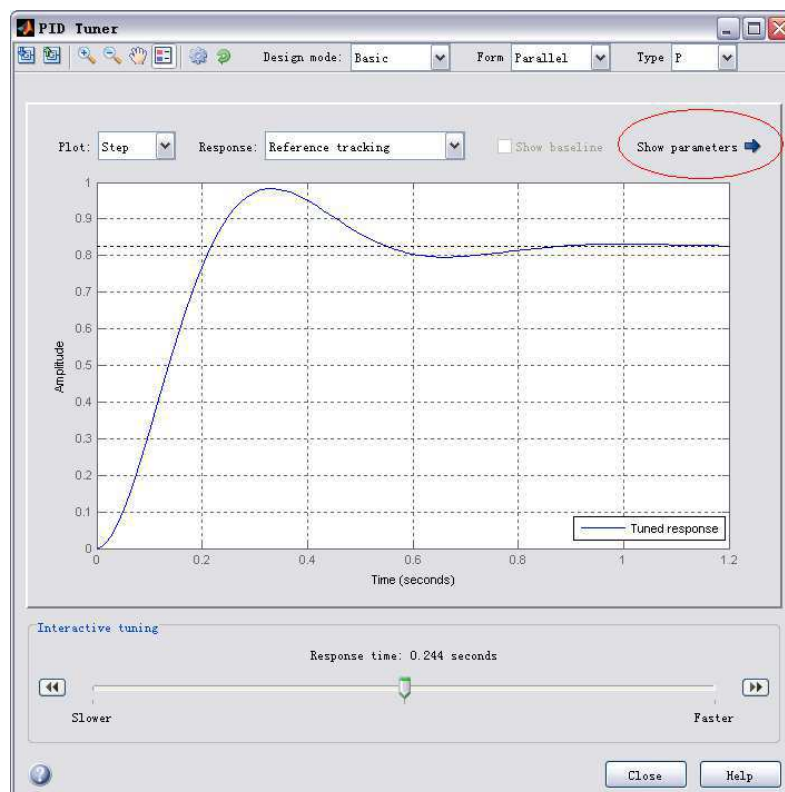 PID Tuner
Design mode: Basic Form Parallel Type P
Plot: Step Response: Reference tracking Show baseline Show parameters
1
0.9
0.8
0.7
0.6
0.5
0.4
0.3
0.2
0.1
0
Amplitude
Tuned response
0 0.2 0.4 0.6 0.8 1 1.2
Time (seconds)
Interactive tuning
Response time: 0.244 seconds
Slower Faster
Close Help